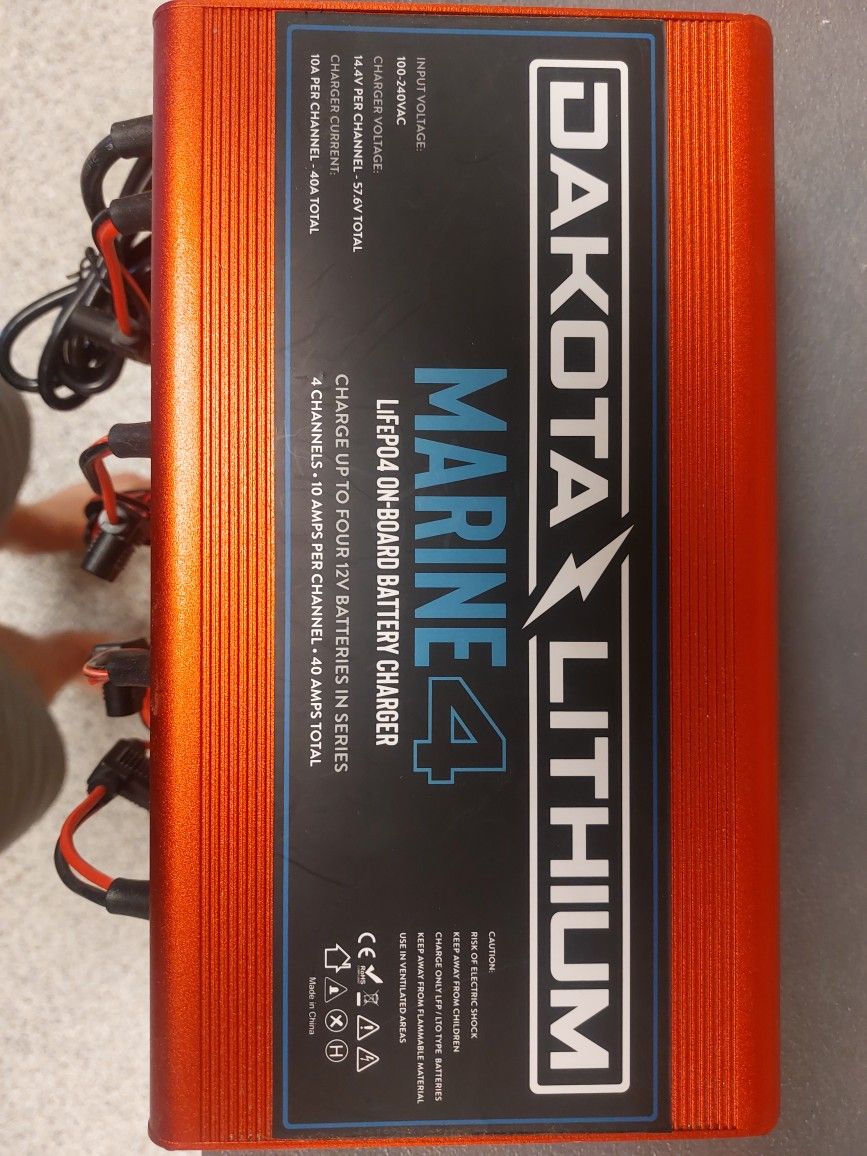 DAKOTA LITHIUM
MARINE 4
LiFePO4 ON-BOARD BATTERY CHARGER
CHARGE UP TO FOUR 12V BATTERIES IN SERIES
4 CHANNELS • 10 AMPS PER CHANNEL • 40 AMPS TOTAL
INPUT VOLTAGE:
100-240VAC
CHARGER VOLTAGE:
14.4V PER CHANNEL - 57.6V TOTAL
CHARGER CURRENT:
10A PER CHANNEL - 40A TOTAL
CAUTION:
RISK OF ELECTRIC SHOCK
KEEP AWAY FROM CHILDREN
CHARGE ONLY LFP / LTO TYPE BATTERIES
KEEP AWAY FROM FLAMMABLE MATERIAL
USE IN VENTILATED AREAS
CE RoHS
H
Made in China